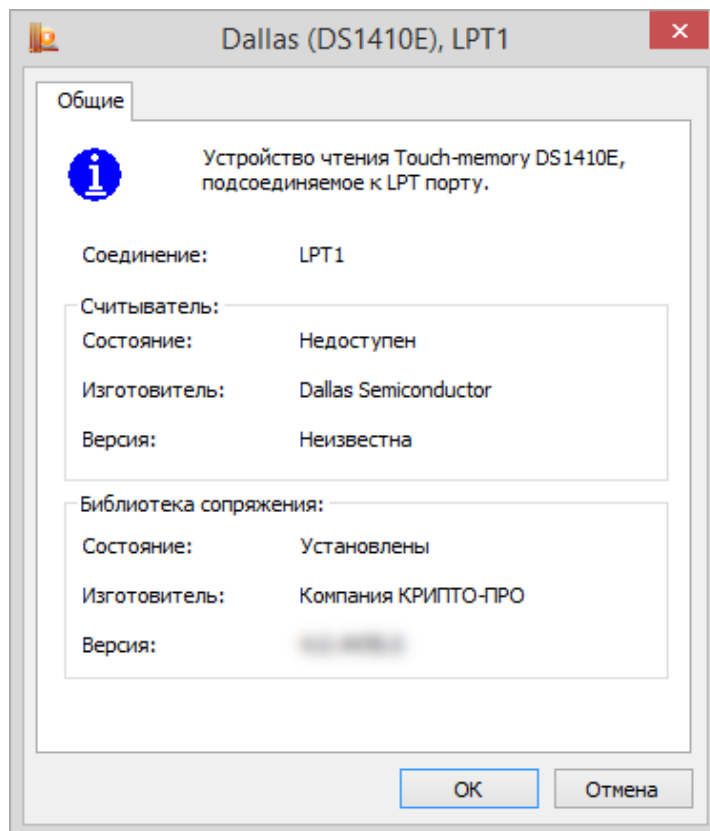 Dallas (DS1410E), LPT1
Общие
Устройство чтения Touch-memory DS1410E,
подсоединяемое к LPT порту.
Соединение: LPT1
Считыватель:
Состояние: Недоступен
Изготовитель: Dallas Semiconductor
Версия: Неизвестна
Библиотека сопряжения:
Состояние: Установлены
Изготовитель: Компания КРИПТО-ПРО
Версия:
OK Отмена